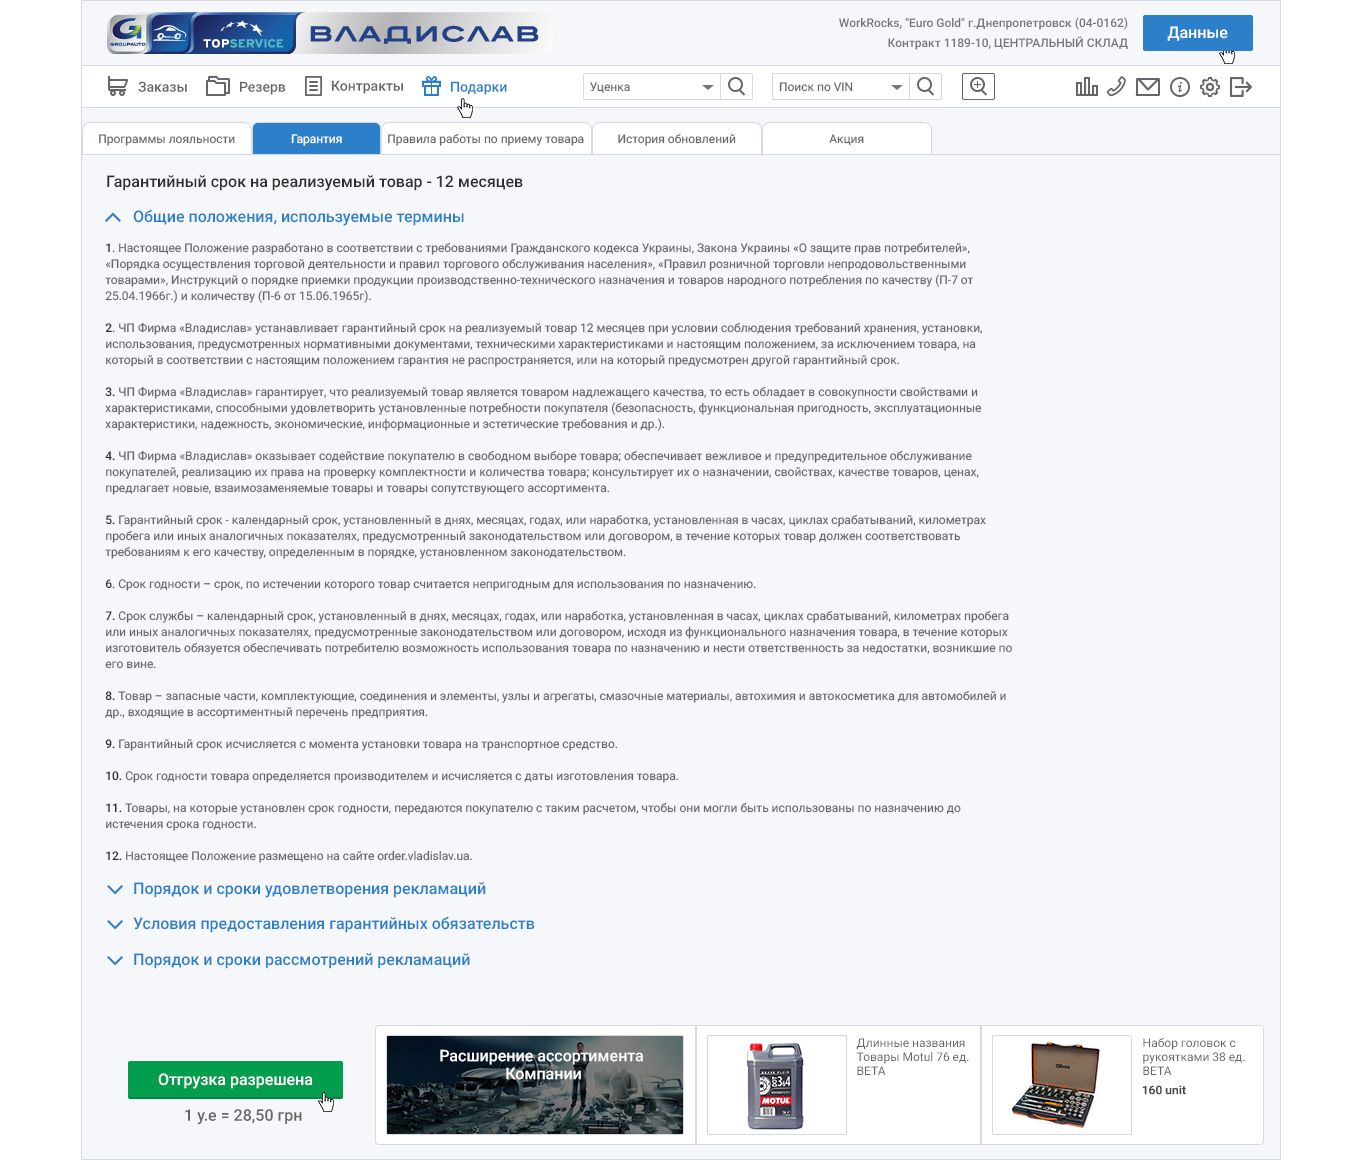 GROUPAUTO
TOPSERVICE
ВЛАДИСЛАВ
WorkRocks, "Euro Gold" г.Днепропетровск (04-0162)
Контракт 1189-10, ЦЕНТРАЛЬНЫЙ СКЛАД
Данные
Заказы
Резерв
Контракты
Подарки
Уценка
Поиск по VIN
Программы лояльности
Гарантия
Правила работы по приему товара
История обновлений
Акция
Гарантийный срок на реализуемый товар - 12 месяцев
Общие положения, используемые термины
1. Настоящее Положение разработано в соответствии с требованиями Гражданского кодекса Украины, Закона Украины «О защите прав потребителей»,
«Порядка осуществления торговой деятельности и правил торгового обслуживания населения», «Правил розничной торговли непродовольственными
товарами», Инструкций о порядке приемки продукции производственно-технического назначения и товаров народного потребления по качеству (П-7 от
25.04.1966г.) и количеству (П-6 от 15.06.1965г).
2. ЧП Фирма «Владислав» устанавливает гарантийный срок на реализуемый товар 12 месяцев при условии соблюдения требований хранения, установки,
использования, предусмотренных нормативными документами, техническими характеристиками и настоящим положением, за исключением товара, на
который в соответствии с настоящим положением гарантия не распространяется, или на который предусмотрен другой гарантийный срок.
3. ЧП Фирма «Владислав» гарантирует, что реализуемый товар является товаром надлежащего качества, то есть обладает в совокупности свойствами и
характеристиками, способными удовлетворить установленные потребности покупателя (безопасность, функциональная пригодность, эксплуатационные
характеристики, надежность, экономические, информационные и эстетические требования и др.).
4. ЧП Фирма «Владислав» оказывает содействие покупателю в свободном выборе товара; обеспечивает вежливое и предупредительное обслуживание
покупателей, реализацию их права на проверку комплектности и количества товара; консультирует их о назначении, свойствах, качестве товаров, ценах,
предлагает новые, взаимозаменяемые товары и товары сопутствующего ассортимента.
5. Гарантийный срок - календарный срок, установленный в днях, месяцах, годах, или наработка, установленная в часах, циклах срабатываний, километрах
пробега или иных аналогичных показателях, предусмотренный законодательством или договором, в течение которых товар должен соответствовать
требованиям к его качеству, определенным в порядке, установленном законодательством.
6. Срок годности – срок, по истечении которого товар считается непригодным для использования по назначению.
7. Срок службы – календарный срок, установленный в днях, месяцах, годах, или наработка, установленная в часах, циклах срабатываний, километрах пробега
или иных аналогичных показателях, предусмотренные законодательством или договором, исходя из функционального назначения товара, в течение которых
изготовитель обязуется обеспечивать потребителю возможность использования товара по назначению и нести ответственность за недостатки, возникшие по
его вине.
8. Товар – запасные части, комплектующие, соединения и элементы, узлы и агрегаты, смазочные материалы, автохимия и автокосметика для автомобилей и
др., входящие в ассортиментный перечень предприятия.
9. Гарантийный срок исчисляется с момента установки товара на транспортное средство.
10. Срок годности товара определяется производителем и исчисляется с даты изготовления товара.
11. Товары, на которые установлен срок годности, передаются покупателю с таким расчетом, чтобы они могли быть использованы по назначению до
истечения срока годности.
12. Настоящее Положение размещено на сайте order.vladislav.ua.
Порядок и сроки удовлетворения рекламаций
Условия предоставления гарантийных обязательств
Порядок и сроки рассмотрений рекламаций
Отгрузка разрешена
1 у.е = 28,50 грн
Расширение ассортимента
Компании
3&4
MOTUL
Длинные названия
Товары Motul 76 ед.
BETA
Набор головок с
рукоятками 38 ед.
BETA
160 unit